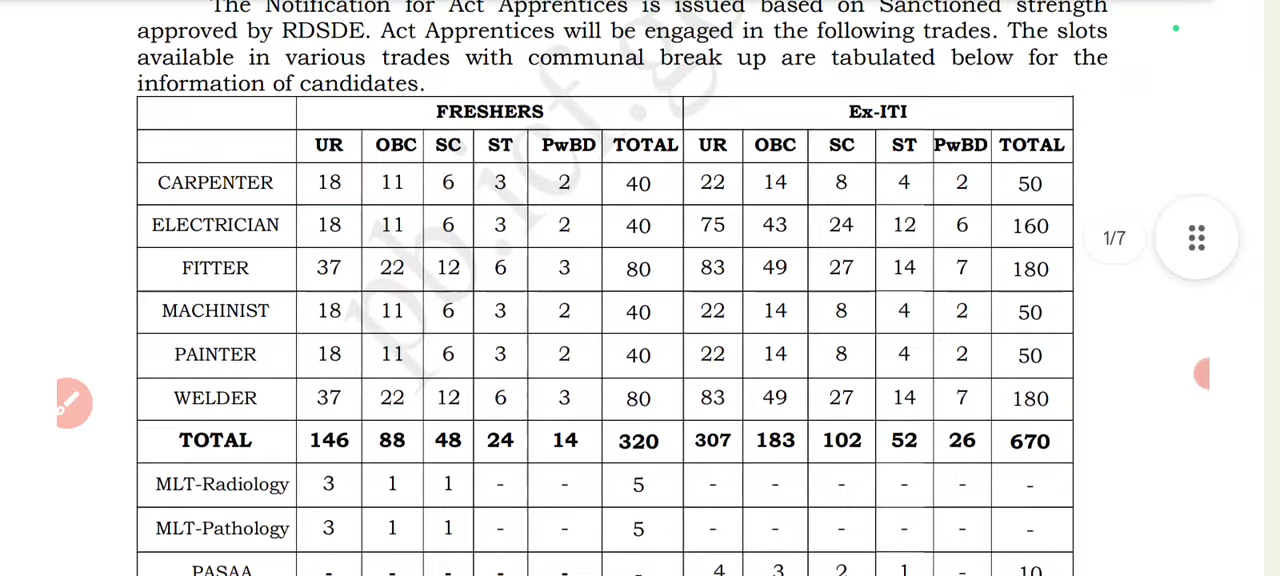 The Notification for Act Apprentices is issued based on Sanctioned strength
approved by RDSDE. Act Apprentices will be engaged in the following trades. The slots
available in various trades with communal break up are tabulated below for the
information of candidates.
FRESHERS Ex-ITI
UR OBC SC ST PwBD TOTAL UR OBC SC ST PwBD TOTAL
CARPENTER 18 11 6 3 2 40 22 14 8 4 2 50
ELECTRICIAN 18 11 6 3 2 40 75 43 24 12 6 160
FITTER 37 22 12 6 3 80 83 49 27 14 7 180
MACHINIST 18 11 6 3 2 40 22 14 8 4 2 50
PAINTER 18 11 6 3 2 40 22 14 8 4 2 50
WELDER 37 22 12 6 3 80 83 49 27 14 7 180
TOTAL 146 88 48 24 14 320 307 183 102 52 26 670
MLT-Radiology 3 1 1 - - 5 - - - - - -
MLT-Pathology 3 1 1 - - 5 - - - - - -
PASAA - - - - - - 4 3 2 1 - 10
1/7
pb.icf.g